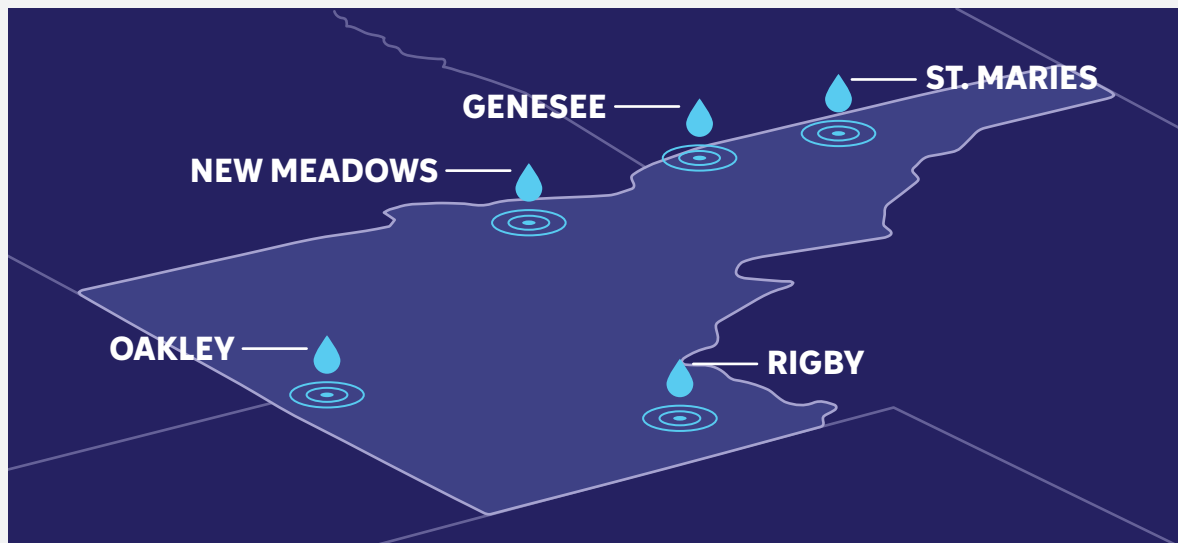 ST. MARIES
GENESEE
NEW MEADOWS
OAKLEY
RIGBY